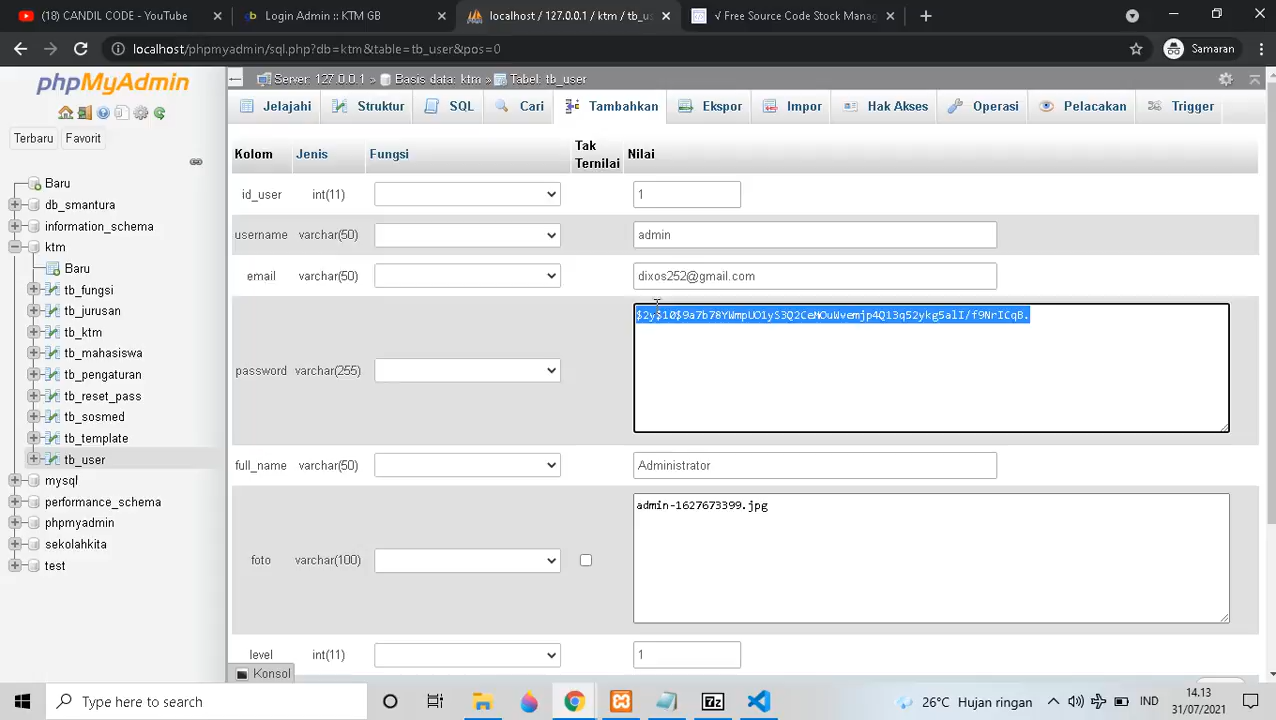 (18) CANDIL CODE - YouTube
Login Admin :: KTM GB
localhost / 127.0.0.1 / ktm / tb_us
√ Free Source Code Stock Manag
localhost/phpmyadmin/sql.php?db=ktm&table=tb_user&pos=0
Samaran
phpMyAdmin
Terbaru
Favorit
Baru
db_smantura
information_schema
ktm
Baru
tb_fungsi
tb_jurusan
tb_ktm
tb_mahasiswa
tb_pengaturan
tb_reset_pass
tb_sosmed
tb_template
tb_user
mysql
performance_schema
phpmyadmin
sekolahkita
test
Server: 127.0.0.1 » Basis data: ktm » Tabel: tb_user
Jelajahi
Struktur
SQL
Cari
Tambahkan
Ekspor
Impor
Hak Akses
Operasi
Pelacakan
Trigger
Kolom
Jenis
Fungsi
Tak
Ternilai
Nilai
id_user int(11) 1
username varchar(50) admin
email varchar(50) dixos252@gmail.com
password varchar(255) $2y$10$9a7b78YWmpUO1yS3Q2CeMOuWvemjp4Q13q52ykg5alI/f9NrICqB.
full_name varchar(50) Administrator
foto varchar(100) admin-1627673399.jpg
level int(11) 1
Konsol
Type here to search
26°C Hujan ringan
IND
14.13
31/07/2021